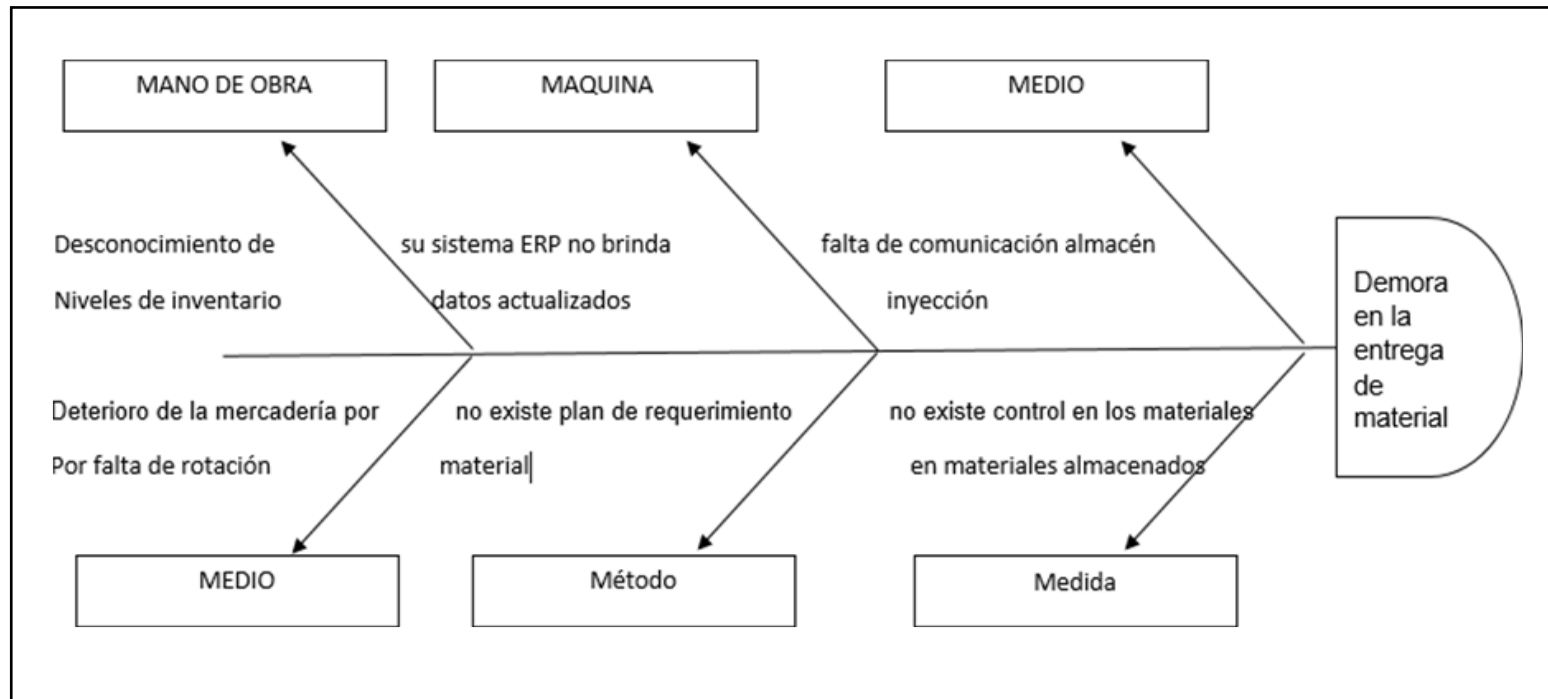 MANO DE OBRA
MAQUINA
MEDIO
Desconocimiento de
Niveles de inventario
su sistema ERP no brinda
datos actualizados
falta de comunicación almacén
inyección
Demora
en la
entrega
de
material
Deterioro de la mercadería por
Por falta de rotación
no existe plan de requerimiento
material
no existe control en los materiales
en materiales almacenados
MEDIO
Método
Medida